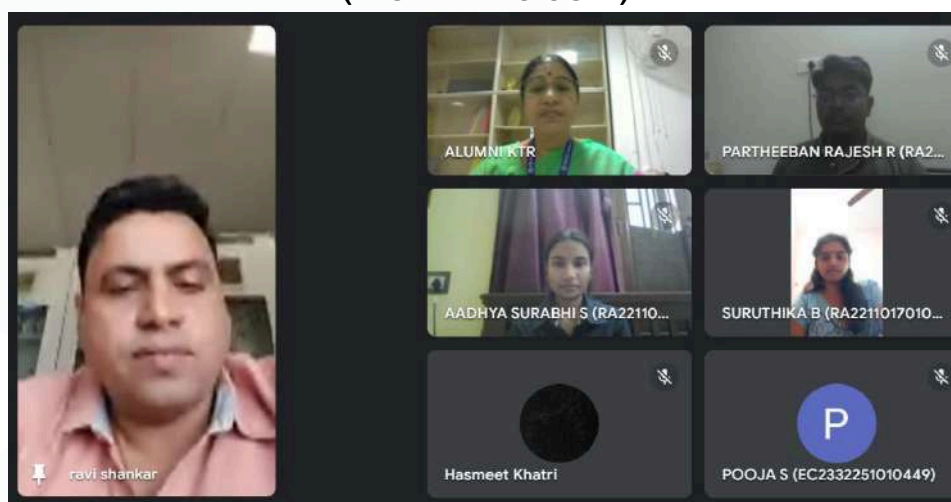 ALUMNI KTR
PARTHEEBAN RAJESH R (RA2...
AADHYA SURABHI S (RA22110...
SURUTHIKA B (RA2211017010...
ravi shankar
Hasmeet Khatri
P
POOJA S (EC2332251010449)